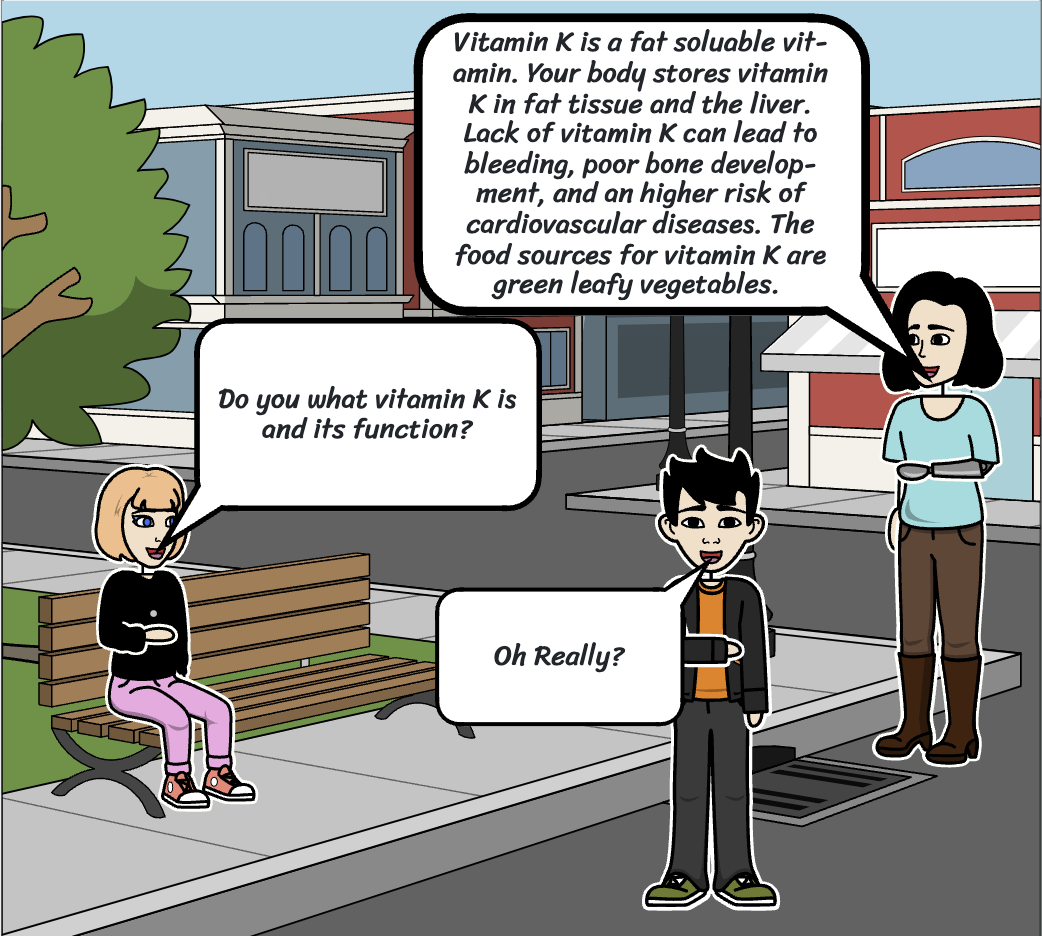 Vitamin K is a fat soluable vit-
amin. Your body stores vitamin
K in fat tissue and the liver.
Lack of vitamin K can lead to
bleeding, poor bone develop-
ment, and an higher risk of
cardiovascular diseases. The
food sources for vitamin K are
green leafy vegetables.
Do you what vitamin K is
and its function?
Oh Really?